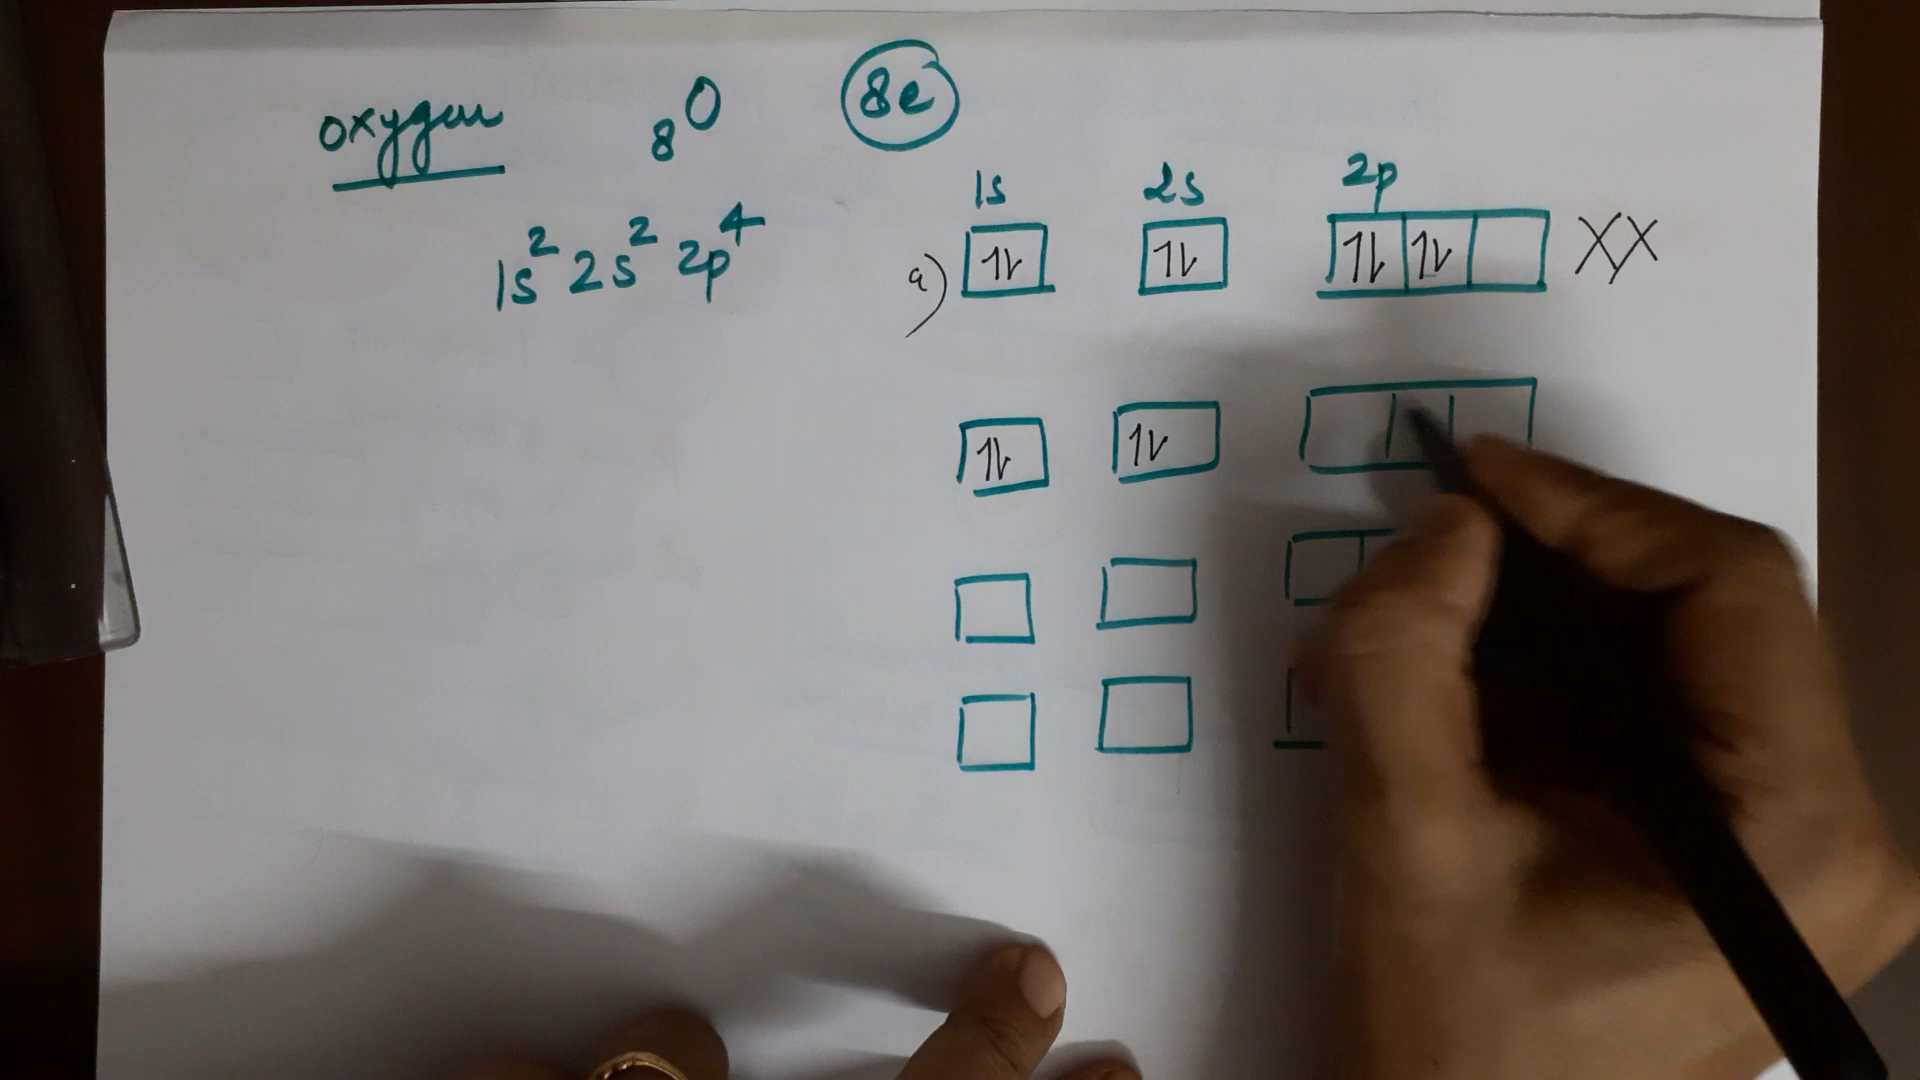 oxygen ₈O 8e
1s 2s 2p
1s² 2s² 2p⁴
a) 1l 1l 1l 1l XX
1l 1l